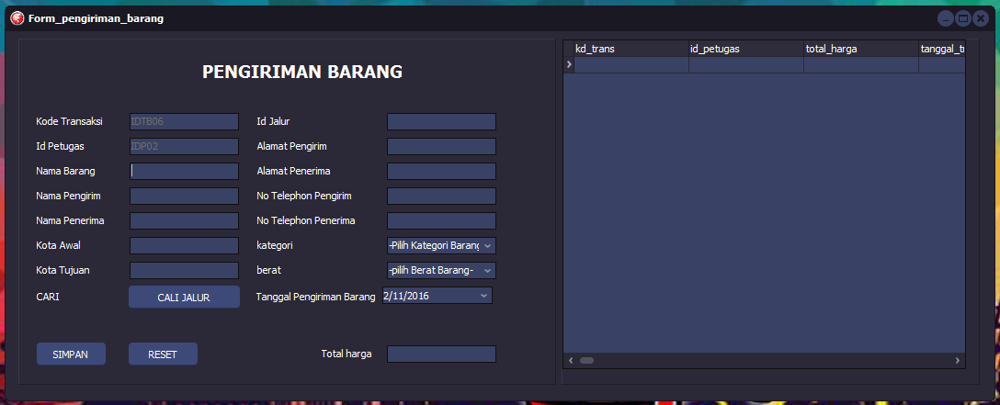 Form_pengiriman_barang
PENGIRIMAN BARANG
Kode Transaksi IDTB06 Id Jalur
Id Petugas IDP02 Alamat Pengirim
Nama Barang Alamat Penerima
Nama Pengirim No Telephon Pengirim
Nama Penerima No Telephon Penerima
Kota Awal kategori -Pilih Kategori Barang
Kota Tujuan berat -pilih Berat Barang-
CARI CALI JALUR Tanggal Pengiriman Barang 2/11/2016
SIMPAN RESET Total harga
kd_trans id_petugas total_harga tanggal_tr